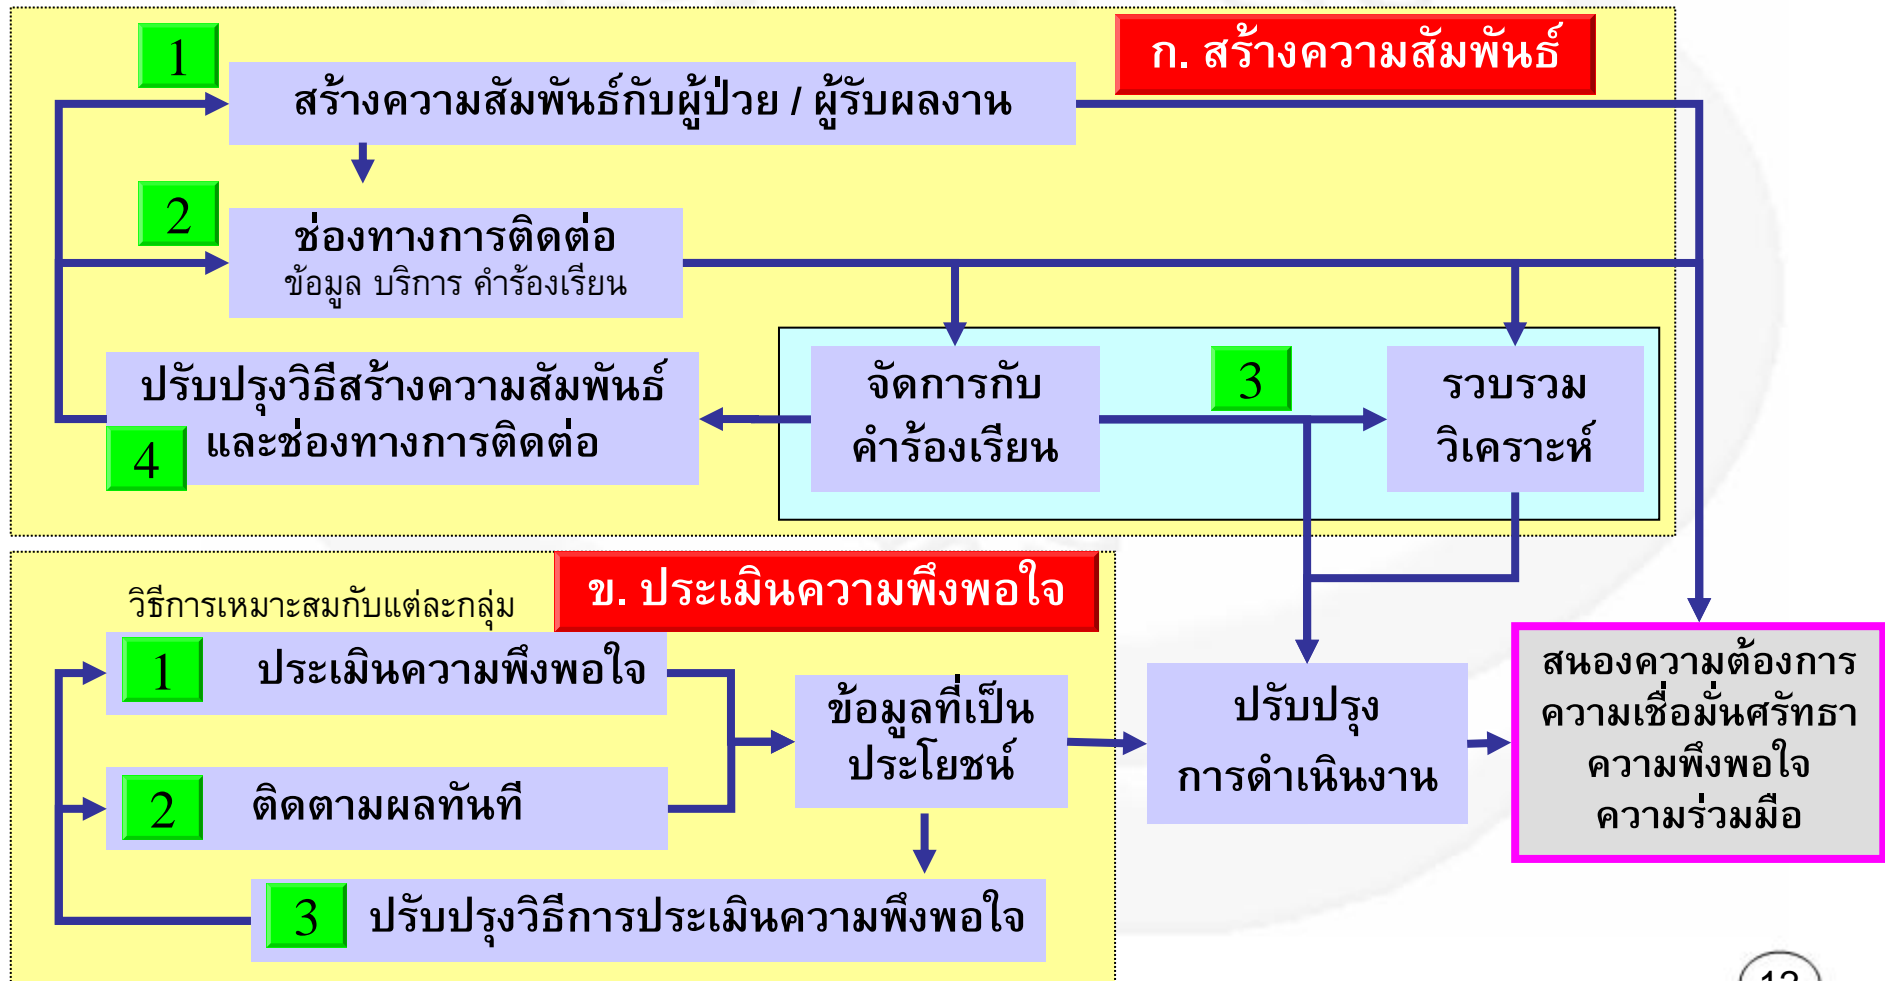 ก. สร้างความสัมพันธ์
1
สร้างความสัมพันธ์กับผู้ป่วย / ผู้รับผลงาน
2
ช่องทางการติดต่อ
ข้อมูล บริการ คำร้องเรียน
ปรับปรุงวิธีสร้างความสัมพันธ์
และช่องทางการติดต่อ
4
จัดการกับ
คำร้องเรียน
3
รวบรวม
วิเคราะห์
ข. ประเมินความพึงพอใจ
วิธีการเหมาะสมกับแต่ละกลุ่ม
1 ประเมินความพึงพอใจ
2 ติดตามผลทันที
3 ปรับปรุงวิธีการประเมินความพึงพอใจ
ข้อมูลที่เป็น
ประโยชน์
ปรับปรุง
การดำเนินงาน
สนองความต้องการ
ความเชื่อมั่นศรัทธา
ความพึงพอใจ
ความร่วมมือ